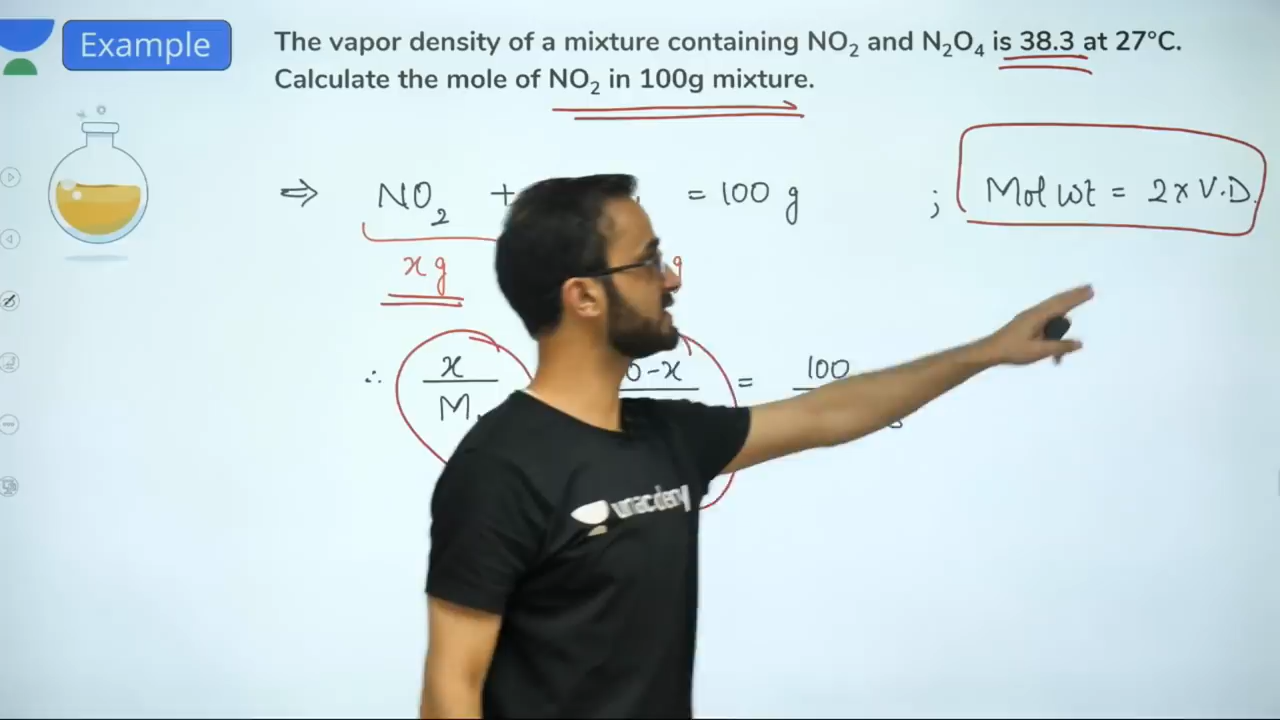 Example
The vapor density of a mixture containing NO₂ and N₂O₄ is 38.3 at 27°C.
Calculate the mole of NO₂ in 100g mixture.
⇒ NO₂ + = 100 g ; Mol wt = 2 x V.D.
x g g
∴ x 0-x = 100
M
unacademy